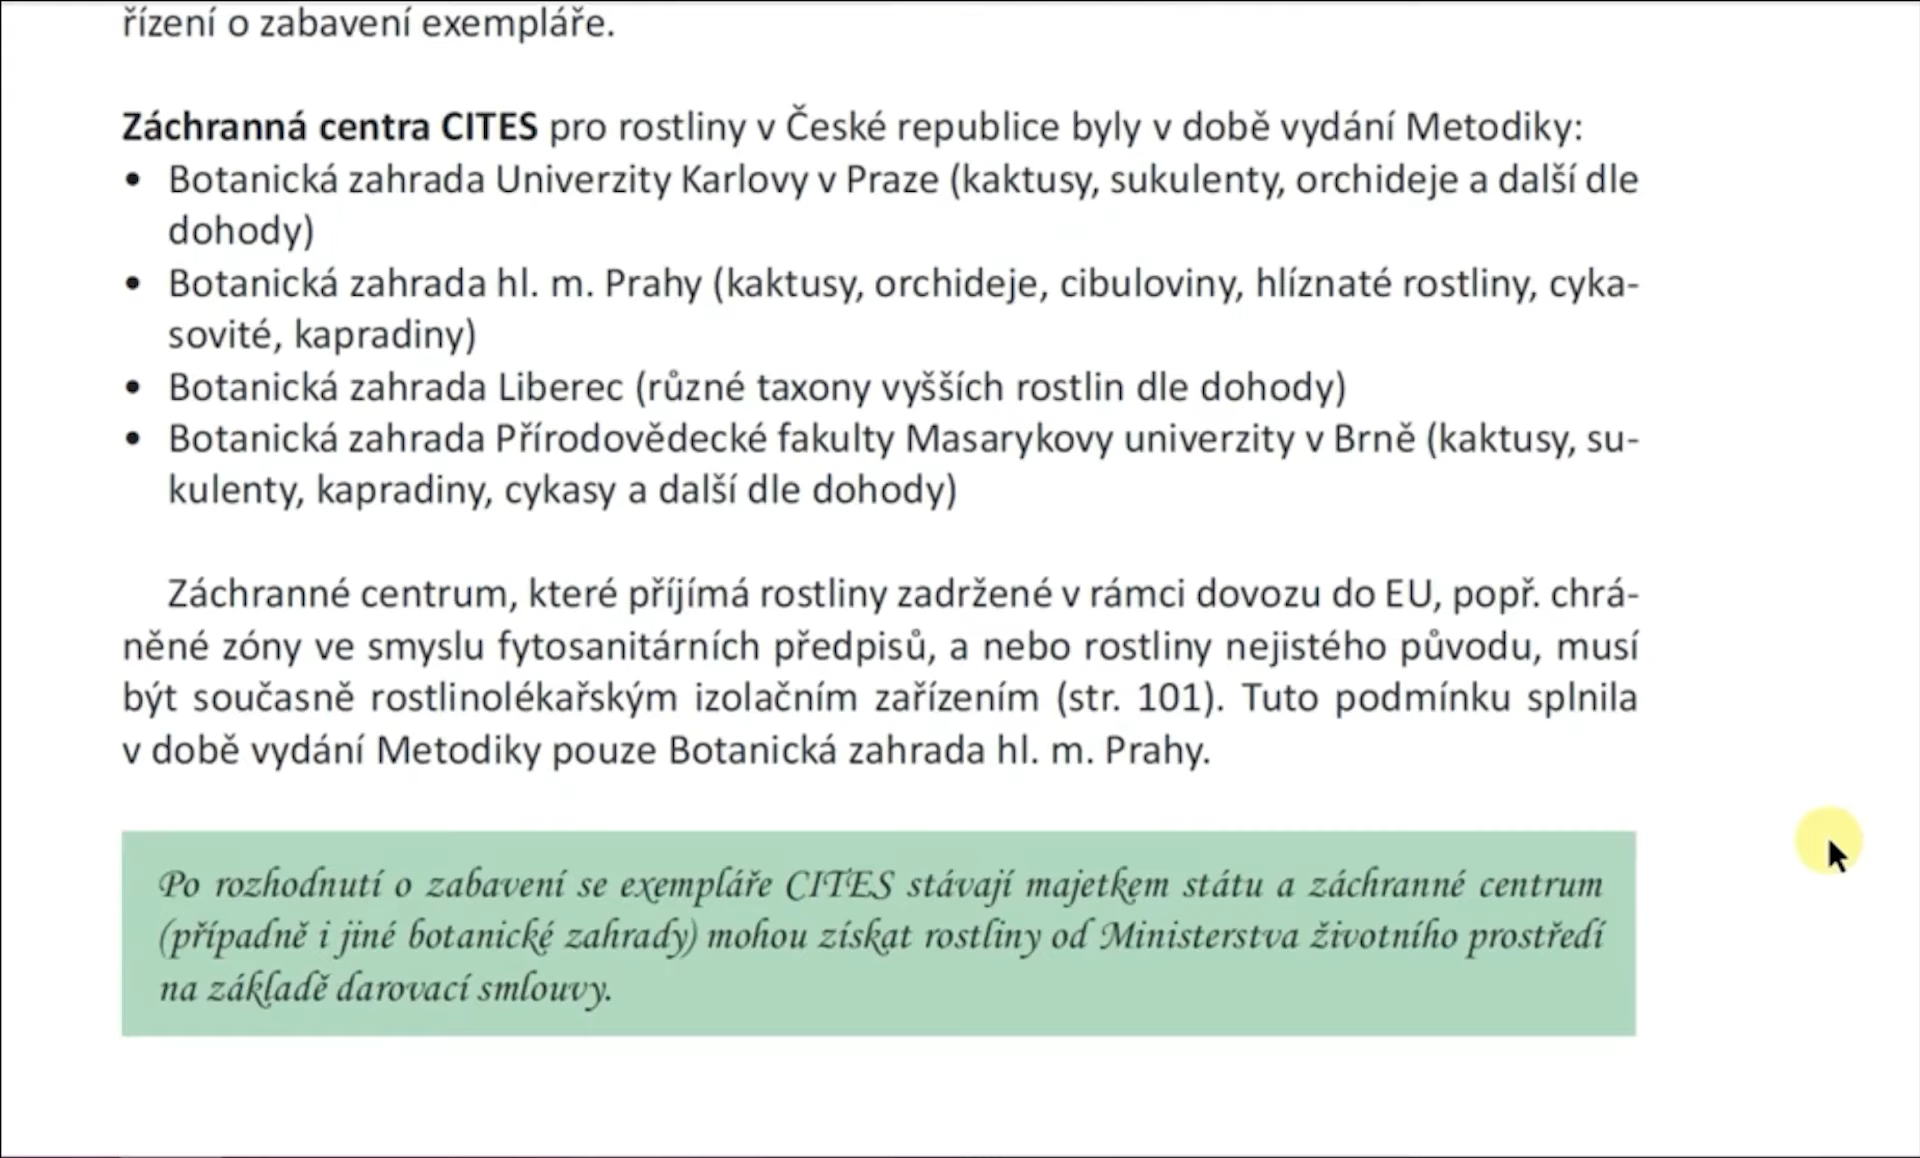 řízení o zabavení exempláře.
Záchranná centra CITES pro rostliny v České republice byly v době vydání Metodiky:
• Botanická zahrada Univerzity Karlovy v Praze (kaktusy, sukulenty, orchideje a další dle
dohody)
• Botanická zahrada hl. m. Prahy (kaktusy, orchideje, cibuloviny, hlíznaté rostliny, cyka-
sovité, kapradiny)
• Botanická zahrada Liberec (různé taxony vyšších rostlin dle dohody)
• Botanická zahrada Přírodovědecké fakulty Masarykovy univerzity v Brně (kaktusy, su-
kulenty, kapradiny, cykasy a další dle dohody)
Záchranné centrum, které příjímá rostliny zadržené v rámci dovozu do EU, popř. chrá-
něné zóny ve smyslu fytosanitárních předpisů, a nebo rostliny nejistého původu, musí
být současně rostlinolékařským izolačním zařízením (str. 101). Tuto podmínku splnila
v době vydání Metodiky pouze Botanická zahrada hl. m. Prahy.
Po rozhodnutí o zabavení se exempláře CITES stávají majetkem státu a záchranné centrum
(případně i jiné botanické zahrady) mohou získat rostliny od Ministerstva životního prostředí
na základě darovací smlouvy.